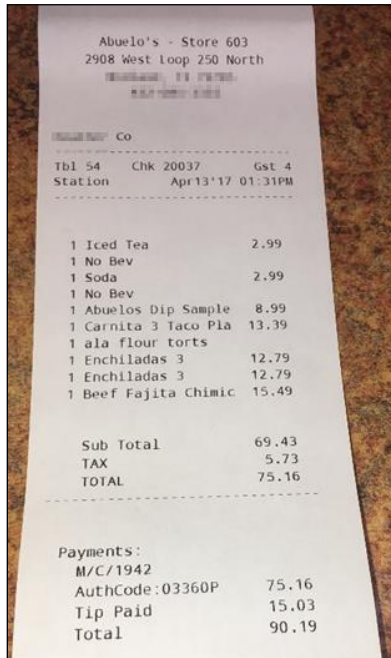 Abuelo's - Store 603
2908 West Loop 250 North
Co
Tbl 54 Chk 20037 Gst 4
Station Apr13'17 01:31PM
1 Iced Tea 2.99
1 No Bev
1 Soda 2.99
1 No Bev
1 Abuelos Dip Sample 8.99
1 Carnita 3 Taco Pla 13.39
1 ala flour torts
1 Enchiladas 3 12.79
1 Enchiladas 3 12.79
1 Beef Fajita Chimic 15.49
Sub Total 69.43
TAX 5.73
TOTAL 75.16
Payments:
M/C/1942
AuthCode:03360P 75.16
Tip Paid 15.03
Total 90.19